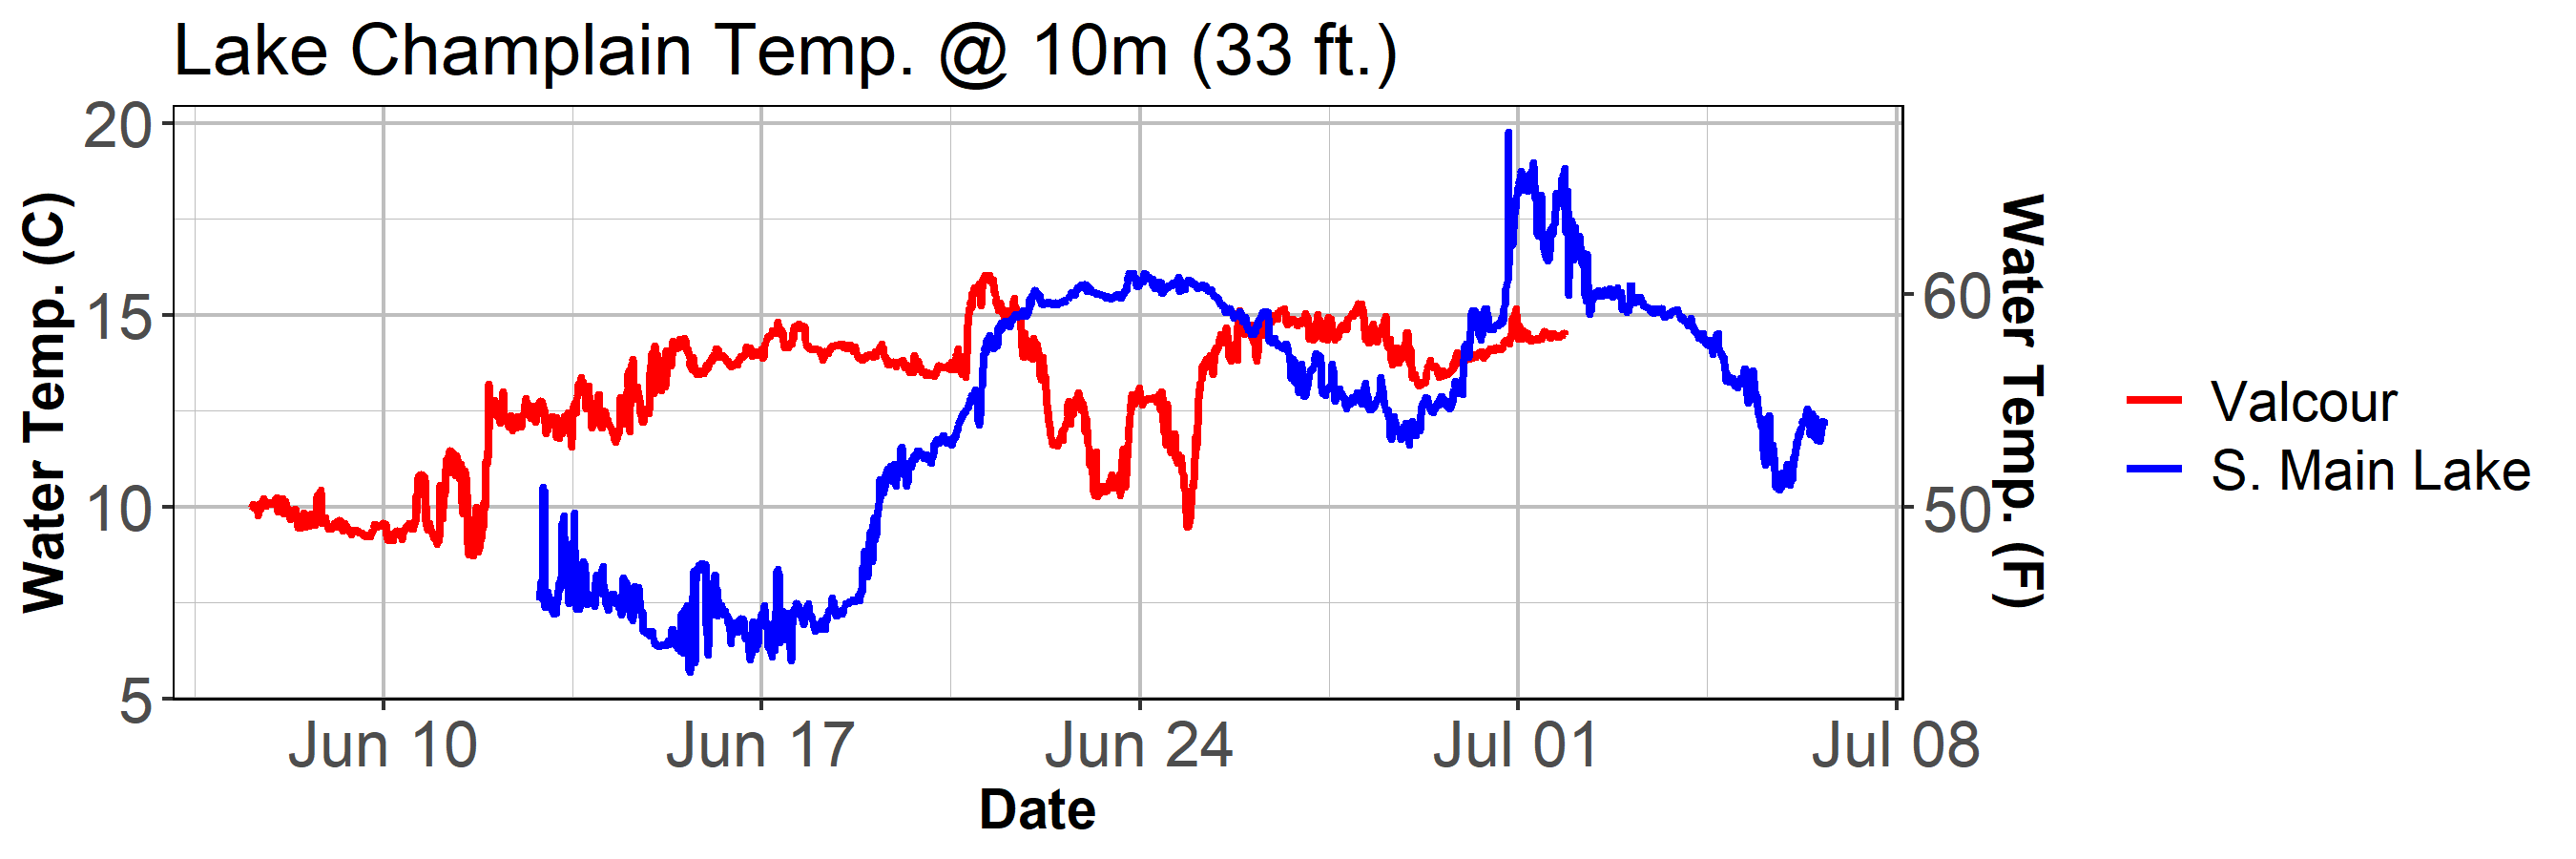 Lake Champlain Temp. @ 10m (33 ft.)
Water Temp. (C)
20
15
10
5
60
50
Water Temp. (F)
Jun 10
Jun 17
Jun 24
Jul 01
Jul 08
Date
Valcour
S. Main Lake